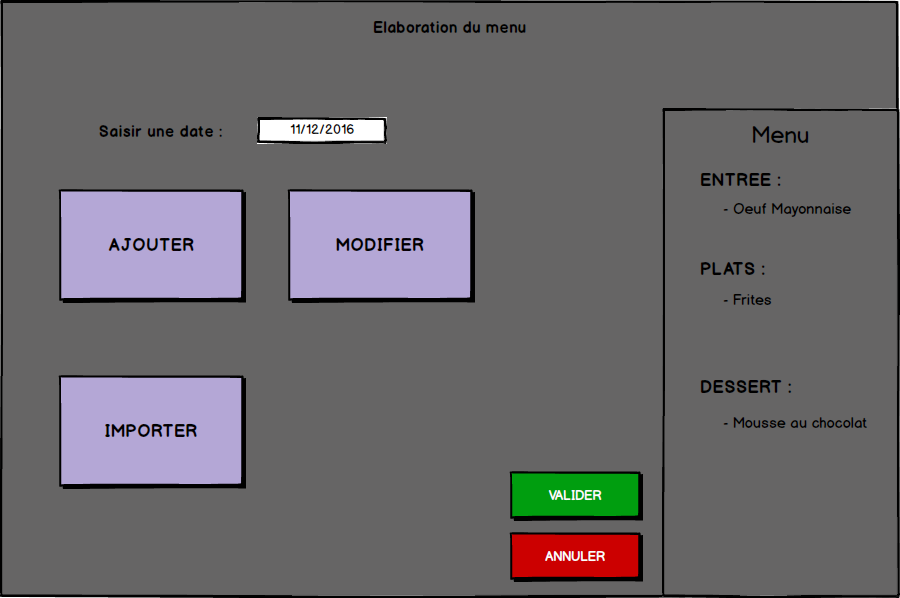 Elaboration du menu
Saisir une date :
11/12/2016
AJOUTER
MODIFIER
IMPORTER
VALIDER
ANNULER
Menu
ENTREE :
- Oeuf Mayonnaise
PLATS :
- Frites
DESSERT :
- Mousse au chocolat